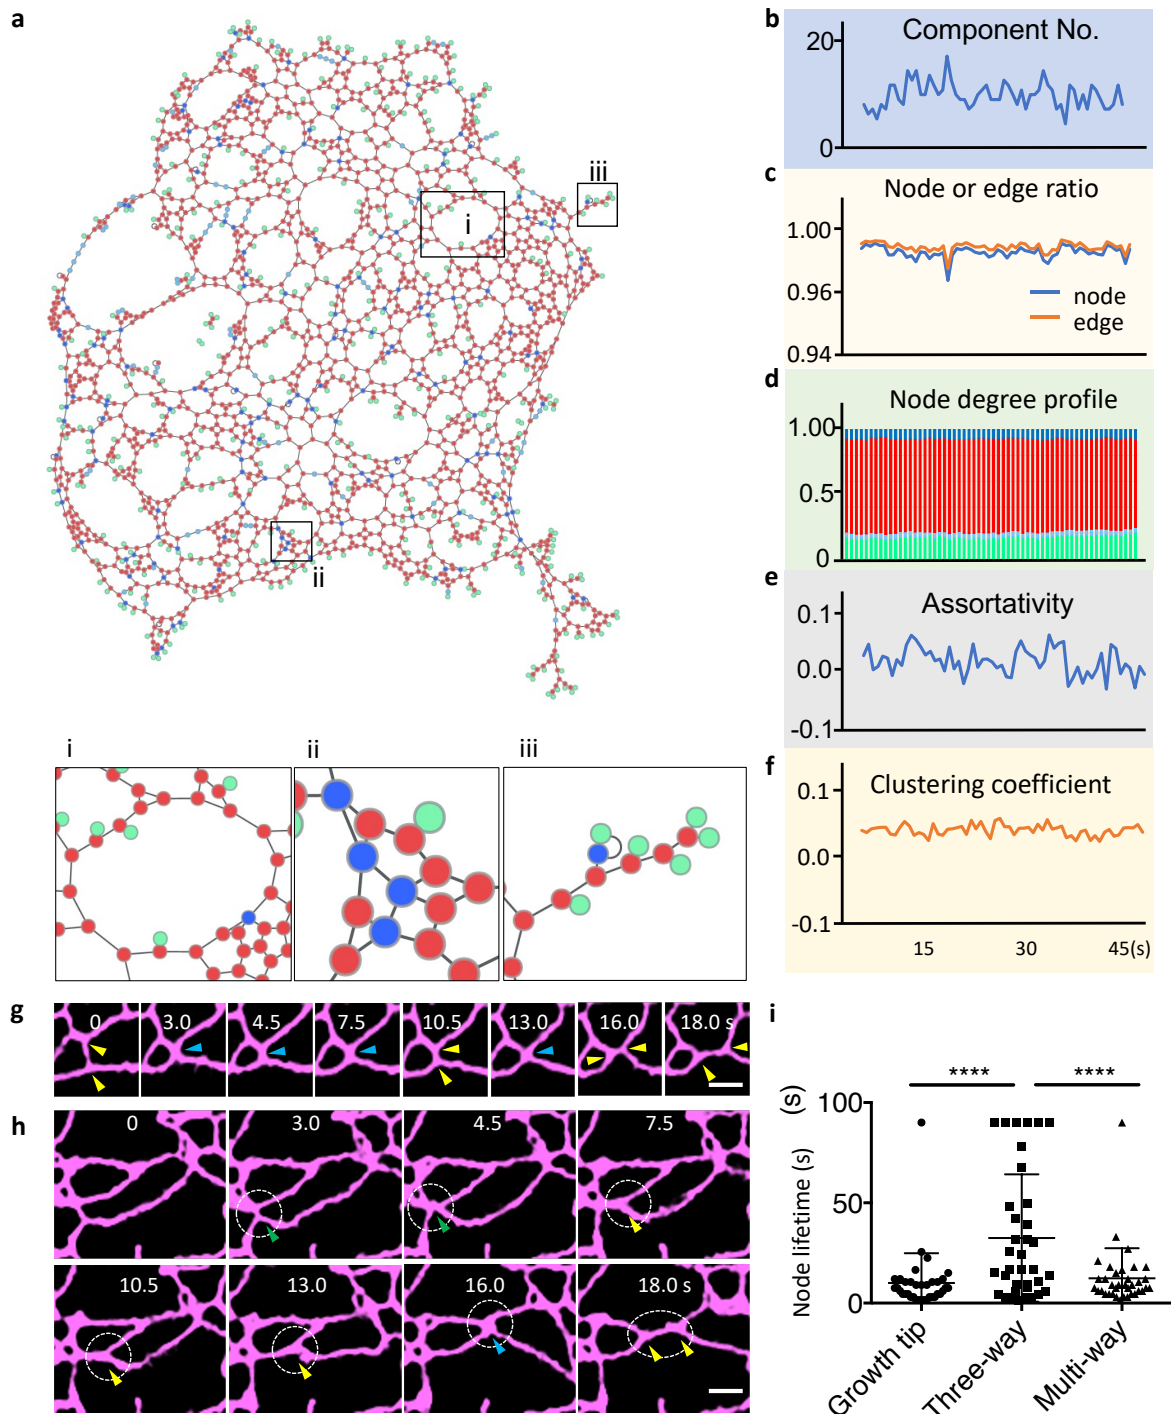 a
iii
i
ii
i
ii
iii
b
Component No.
20
0
c
Node or edge ratio
1.00
0.96
0.94
node
edge
d
Node degree profile
1.00
0.5
0
e
Assortativity
0.1
0.0
-0.1
f
Clustering coefficient
0.1
0.0
-0.1
15 30 45(s)
g
0 3.0 4.5 7.5 10.5 13.0 16.0 18.0 s
h
0 3.0 4.5 7.5
10.5 13.0 16.0 18.0 s
i
**** ****
(s)
Node lifetime (s)
100
50
0
Growth tip
Three-way
Multi-way